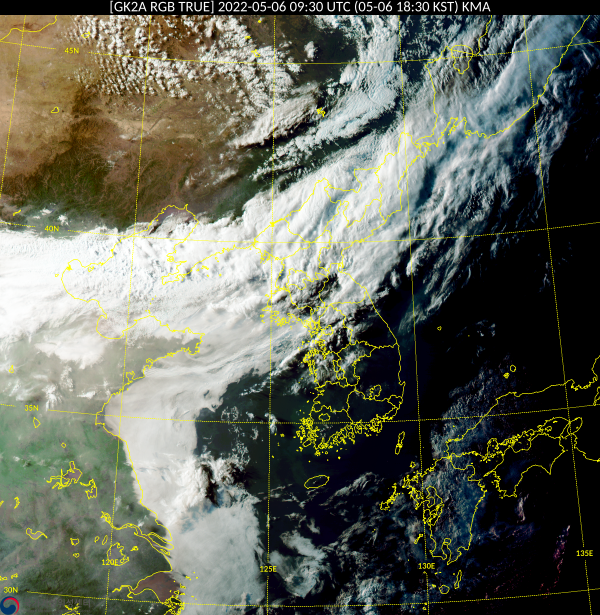 [GK2A RGB TRUE] 2022-05-06 09:30 UTC (05-06 18:30 KST) KMA
45N
40N
35N
135E
120E
125E
130E
30N